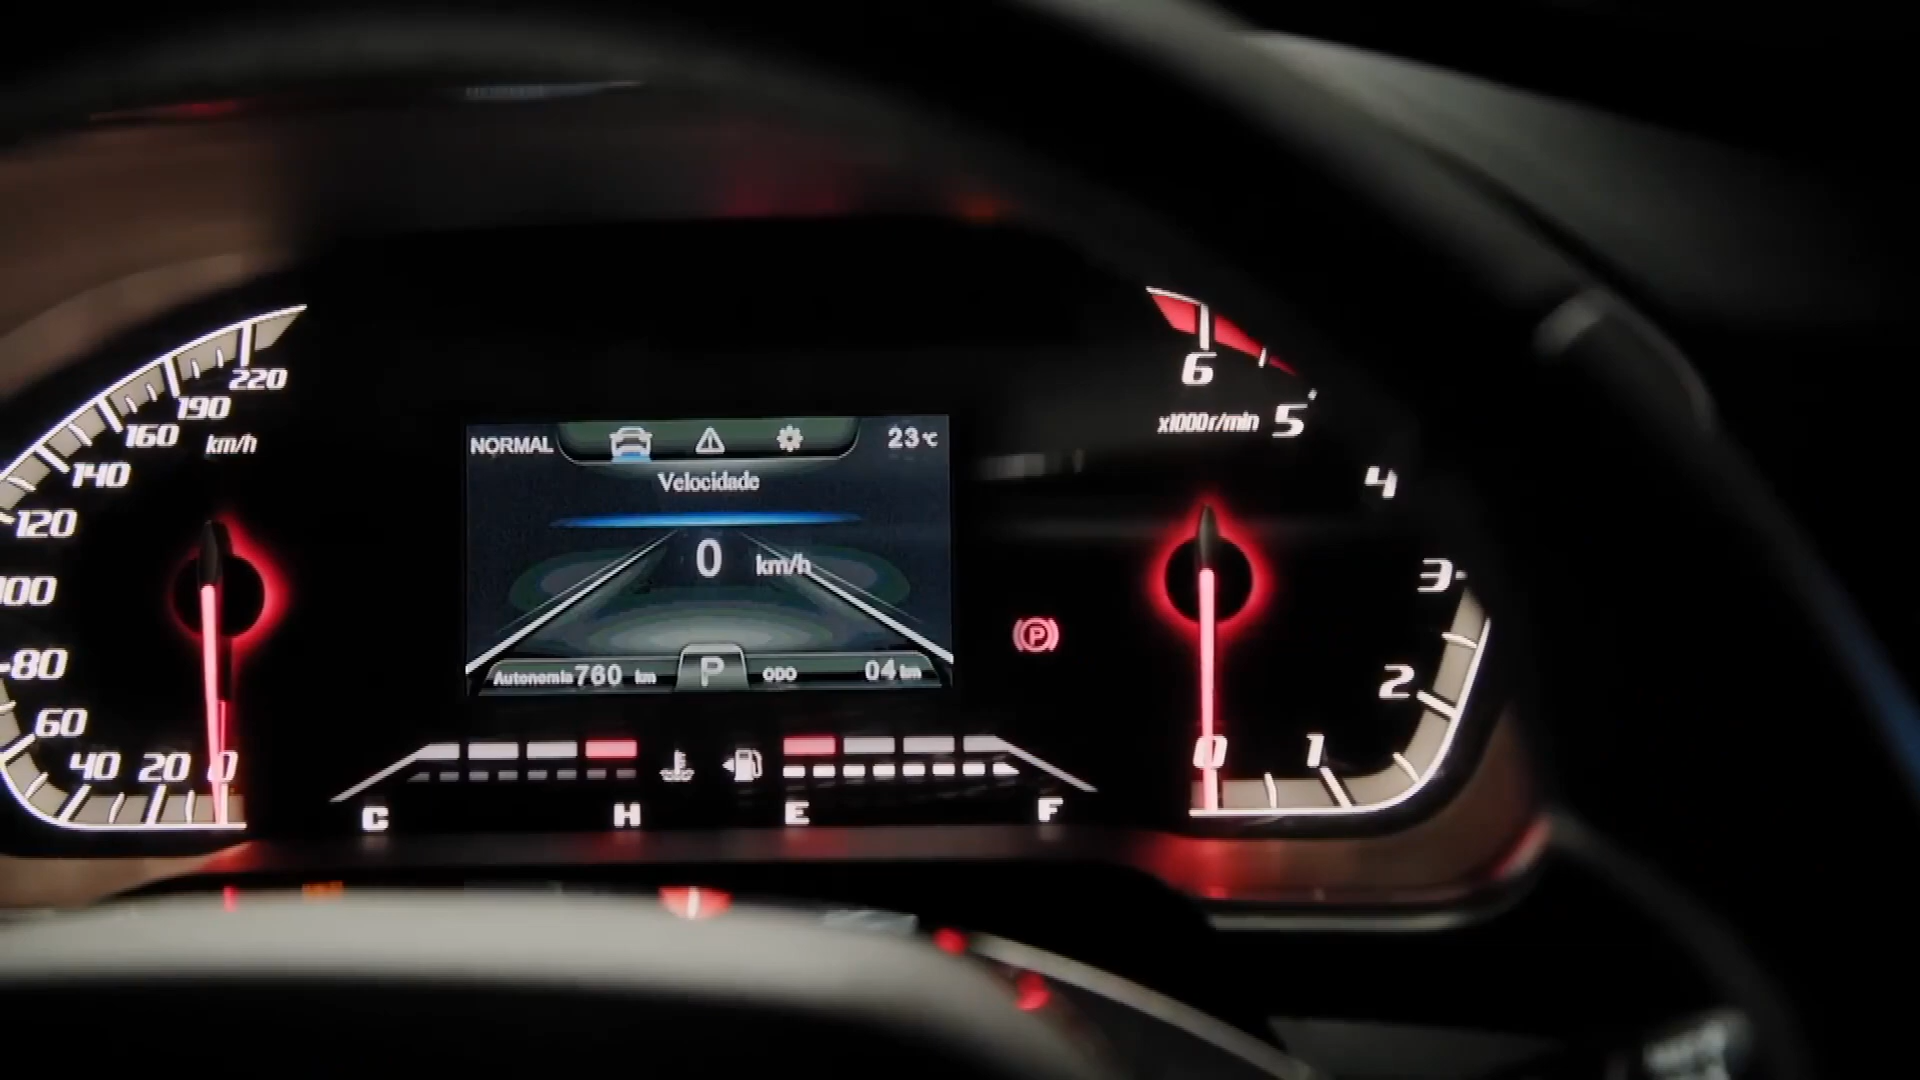 NORMAL
23℃
Velocidade
0 km/h
Autonomia 760 km
P
ODO 04 km
220
190
160
km/h
140
120
100
80
60
40
20
0
6
x1000r/min
5
4
3
2
1
0
P
C
H
E
F